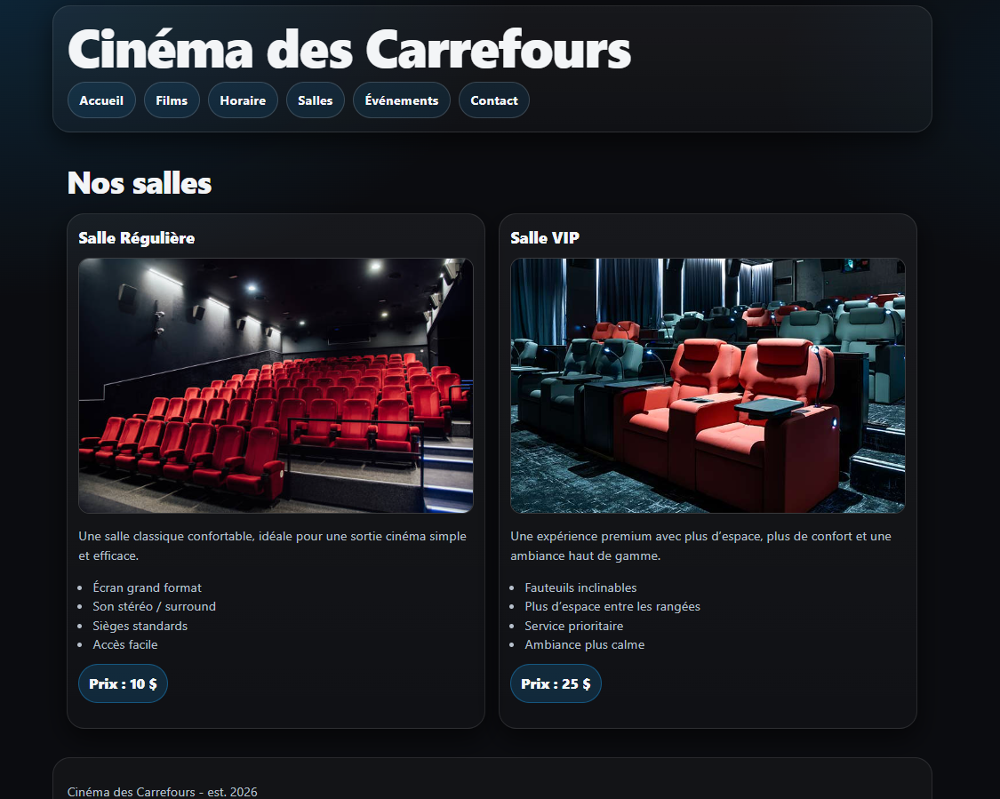 Cinéma des Carrefours
Accueil Films Horaire Salles Événements Contact
Nos salles
Salle Régulière
Une salle classique confortable, idéale pour une sortie cinéma simple
et efficace.
Écran grand format
Son stéréo / surround
Sièges standards
Accès facile
Prix : 10 $
Salle VIP
Une expérience premium avec plus d’espace, plus de confort et une
ambiance haut de gamme.
Fauteuils inclinables
Plus d’espace entre les rangées
Service prioritaire
Ambiance plus calme
Prix : 25 $
Cinéma des Carrefours - est. 2026